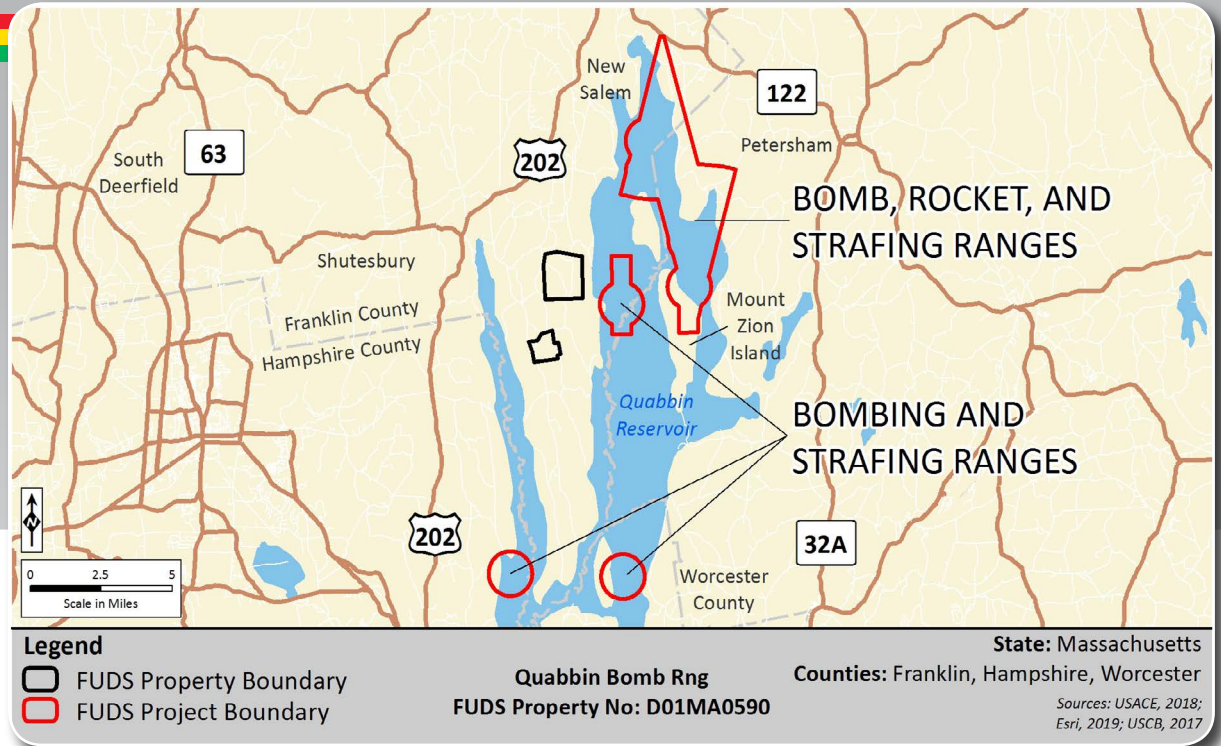 New
Salem
122
63
202
Petersham
South
Deerfield
BOMB, ROCKET, AND
STRAFING RANGES
Shutesbury
Franklin County
Hampshire County
Mount
Zion
Island
Quabbin
Reservoir
BOMBING AND
STRAFING RANGES
202
32A
N
0 2.5 5
Scale in Miles
Worcester
County
Legend
FUDS Property Boundary
FUDS Project Boundary
Quabbin Bomb Rng
FUDS Property No: D01MA0590
State: Massachusetts
Counties: Franklin, Hampshire, Worcester
Sources: USACE, 2018;
Esri, 2019; USCB, 2017